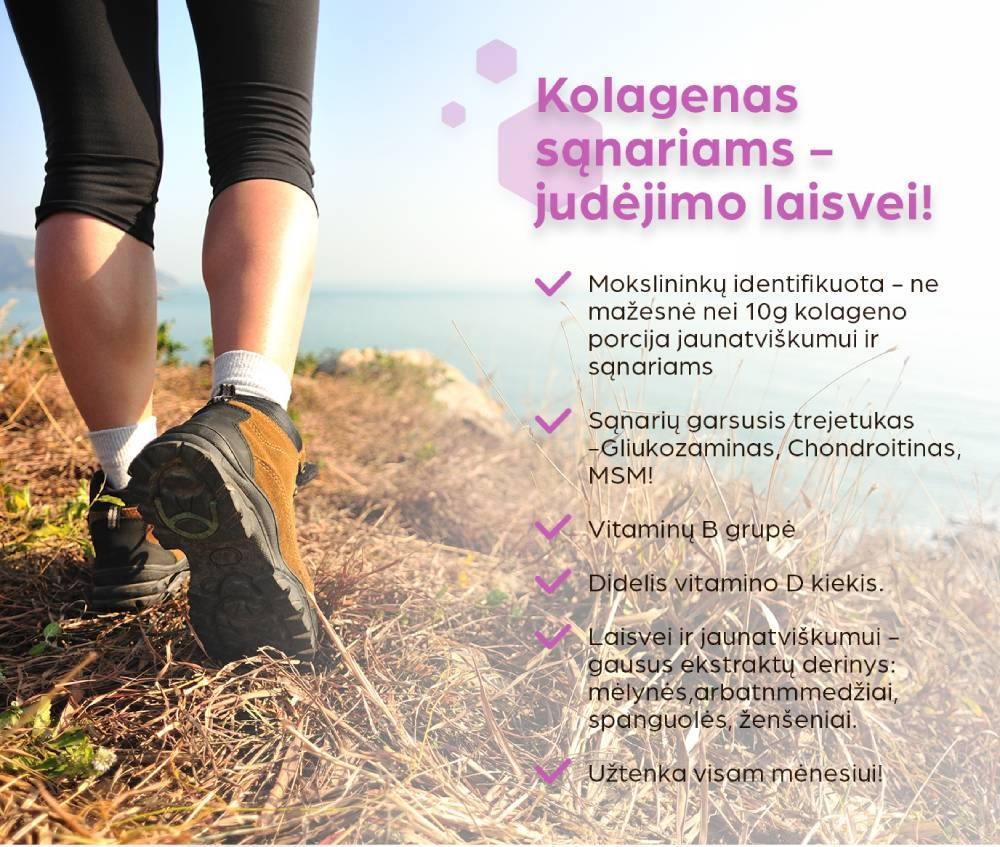 Kolagenas
sąnariams –
judėjimo laisvei!
Mokslininkų identifikuota – ne
mažesnė nei 10g kolageno
porcija jaunatviškumui ir
sąnariams
Sąnarių garsusis trejetukas
–Gliukozaminas, Chondroitinas,
MSM!
Vitaminų B grupė
Didelis vitamino D kiekis.
Laisvei ir jaunatviškumui –
gausus ekstraktų derinys:
mėlynės,arbatnmmedžiai,
spanguolės, ženšeniai.
Užtenka visam mėnesiui!